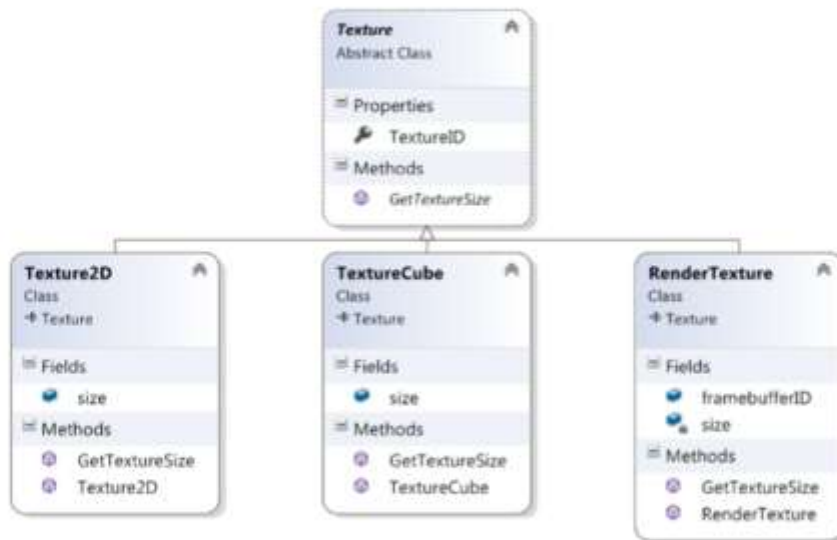 Texture
Abstract Class
Properties
TextureID
Methods
GetTextureSize
Texture2D
Class
Texture
Fields
size
Methods
GetTextureSize
Texture2D
TextureCube
Class
Texture
Fields
size
Methods
GetTextureSize
TextureCube
RenderTexture
Class
Texture
Fields
framebufferID
size
Methods
GetTextureSize
RenderTexture